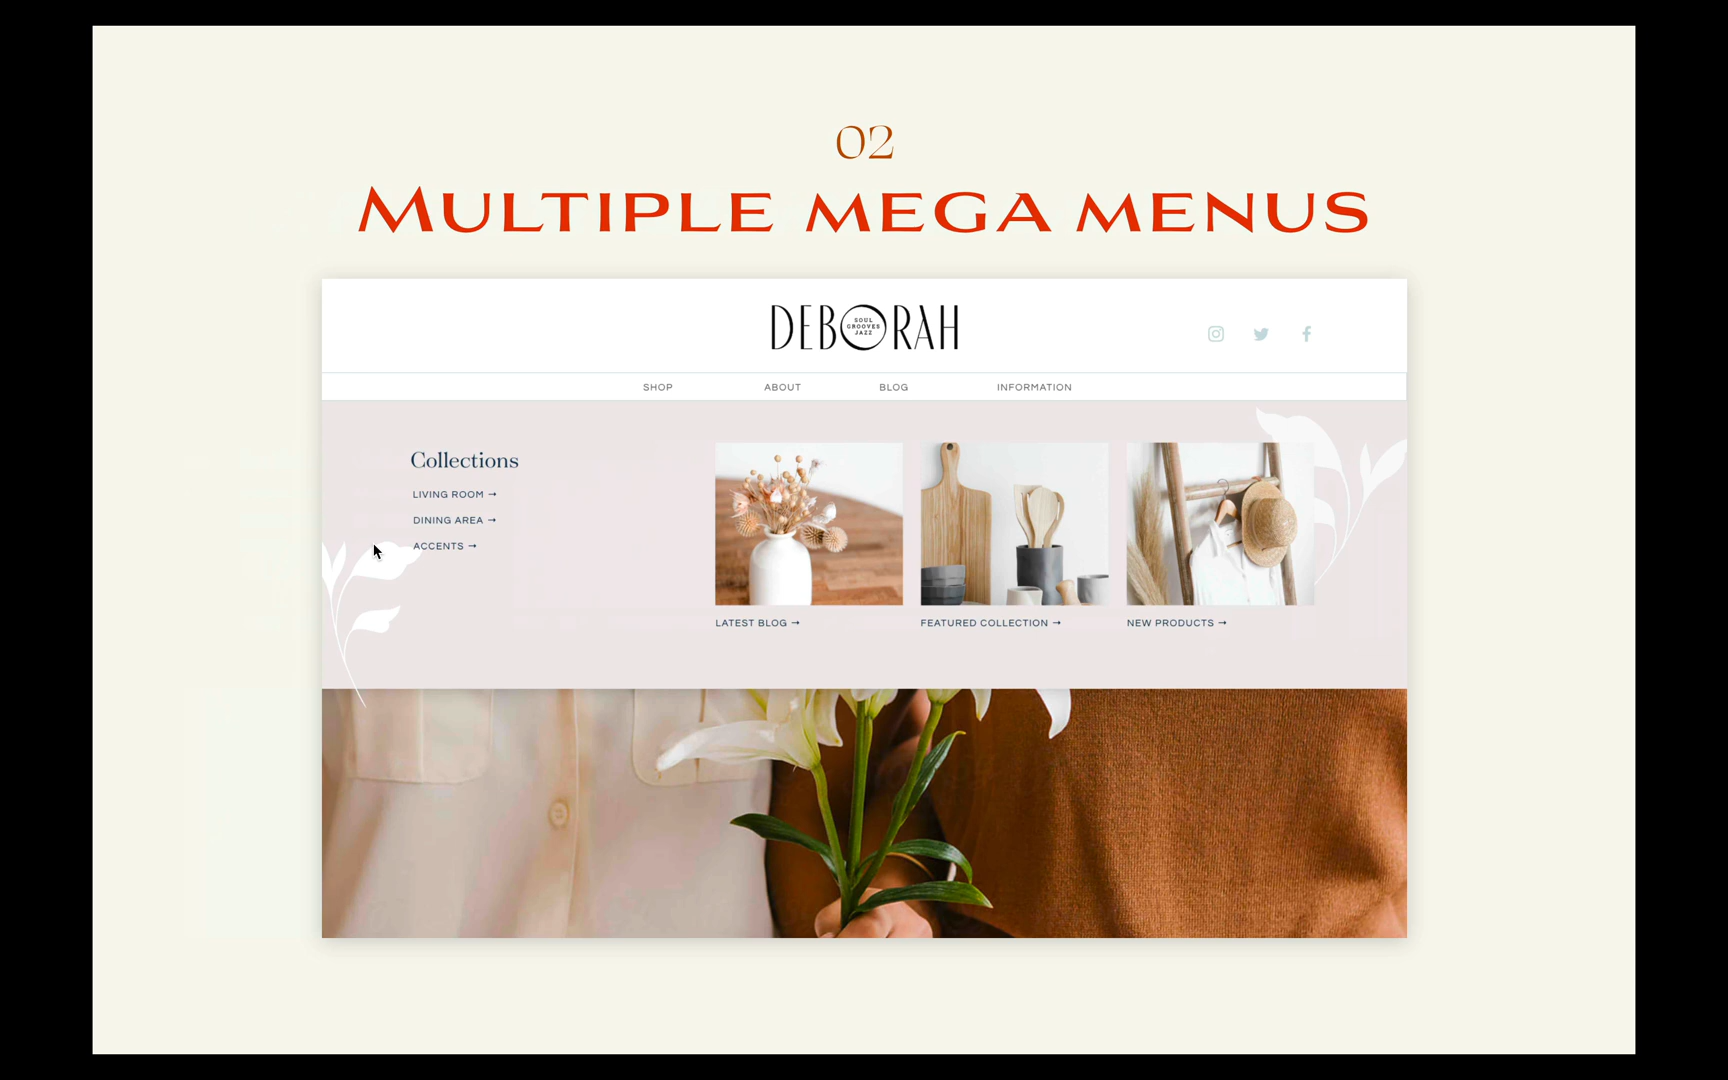 02
MULTIPLE MEGA MENUS
DEBORAH
SOUL
GROOVES
JAZZ
SHOP ABOUT BLOG INFORMATION
Collections
LIVING ROOM →
DINING AREA →
ACCENTS →
LATEST BLOG → FEATURED COLLECTION → NEW PRODUCTS →